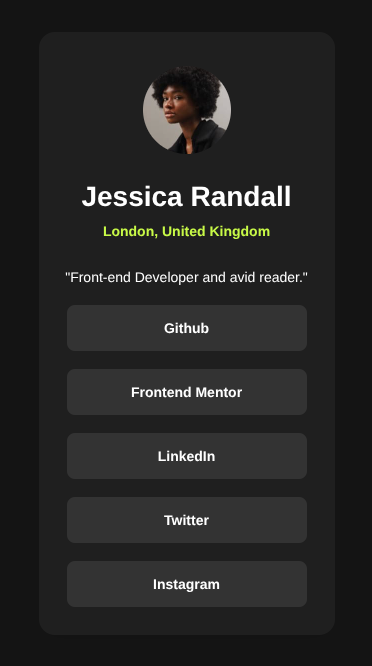 Jessica Randall
London, United Kingdom
"Front-end Developer and avid reader."
Github
Frontend Mentor
LinkedIn
Twitter
Instagram